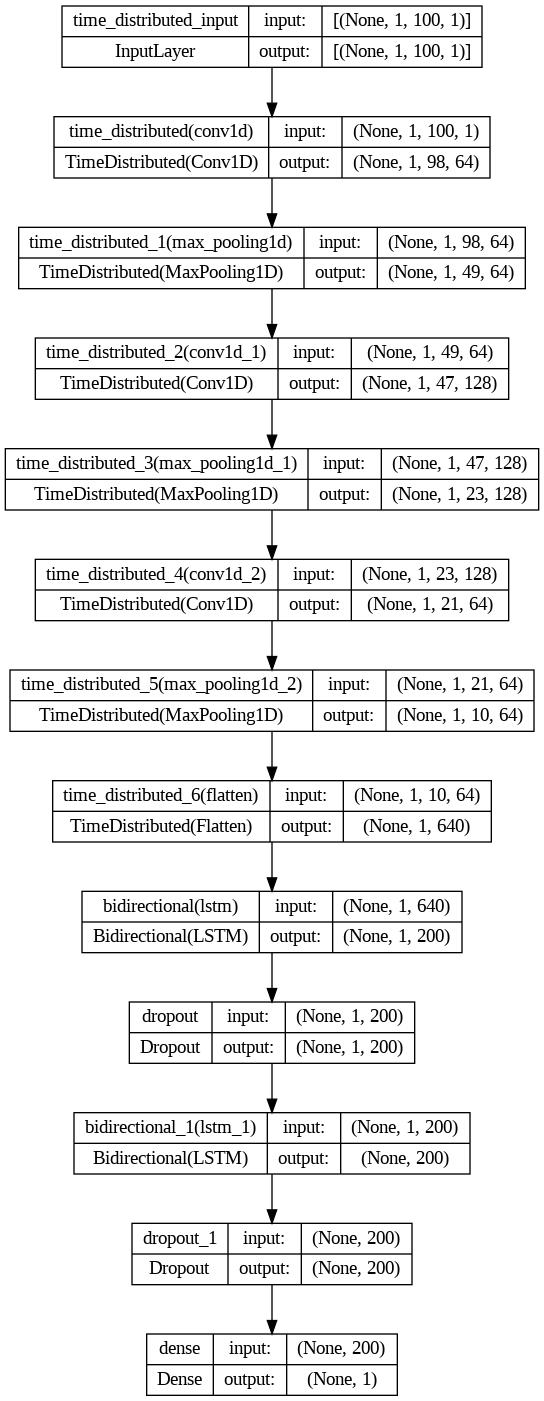 time_distributed_input input: [(None, 1, 100, 1)]
InputLayer output: [(None, 1, 100, 1)]
time_distributed(conv1d) input: (None, 1, 100, 1)
TimeDistributed(Conv1D) output: (None, 1, 98, 64)
time_distributed_1(max_pooling1d) input: (None, 1, 98, 64)
TimeDistributed(MaxPooling1D) output: (None, 1, 49, 64)
time_distributed_2(conv1d_1) input: (None, 1, 49, 64)
TimeDistributed(Conv1D) output: (None, 1, 47, 128)
time_distributed_3(max_pooling1d_1) input: (None, 1, 47, 128)
TimeDistributed(MaxPooling1D) output: (None, 1, 23, 128)
time_distributed_4(conv1d_2) input: (None, 1, 23, 128)
TimeDistributed(Conv1D) output: (None, 1, 21, 64)
time_distributed_5(max_pooling1d_2) input: (None, 1, 21, 64)
TimeDistributed(MaxPooling1D) output: (None, 1, 10, 64)
time_distributed_6(flatten) input: (None, 1, 10, 64)
TimeDistributed(Flatten) output: (None, 1, 640)
bidirectional(lstm) input: (None, 1, 640)
Bidirectional(LSTM) output: (None, 1, 200)
dropout input: (None, 1, 200)
Dropout output: (None, 1, 200)
bidirectional_1(lstm_1) input: (None, 1, 200)
Bidirectional(LSTM) output: (None, 200)
dropout_1 input: (None, 200)
Dropout output: (None, 200)
dense input: (None, 200)
Dense output: (None, 1)